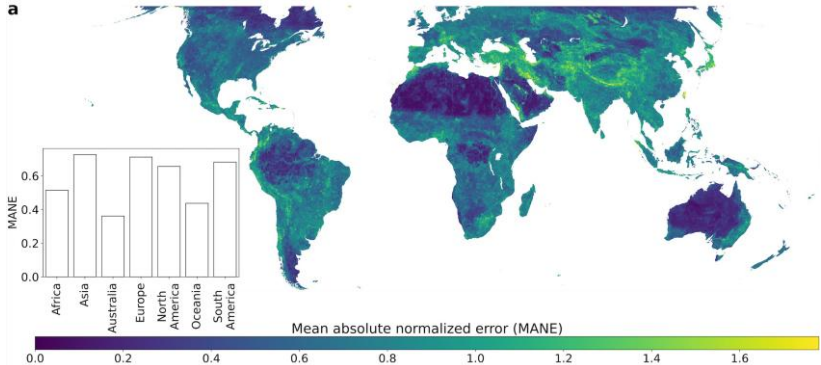 a
0.6
0.4
0.2
0.0
MANE
Africa
Asia
Australia
Europe
North
America
Oceania
South
America
Mean absolute normalized error (MANE)
0.0 0.2 0.4 0.6 0.8 1.0 1.2 1.4 1.6